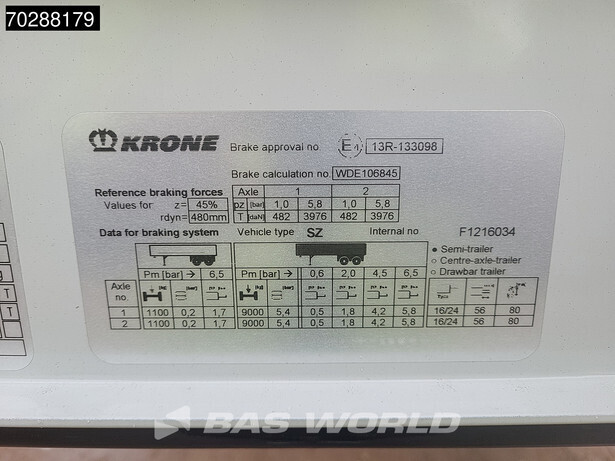 70288179
KRONE Brake approval no. E4 13R-133098
Brake calculation no. WDE106845
Reference braking forces Axle 1 2
Values for z= 45% pz [bar] 1,0 5,8 1,0 5,8
rdyn= 480mm T [daN] 482 3976 482 3976
Data for braking system Vehicle type SZ Internal no F1216034
Semi-trailer
Centre-axle-trailer
Drawbar trailer
Pm [bar] → 6,5 Pm [bar] → 0,6 2,0 4,5 6,5
Axle no.
1 1100 0,2 1,7 9000 5,4 0,5 1,8 4,2 5,8 16/24 56 80
2 1100 0,2 1,7 9000 5,4 0,5 1,8 4,2 5,8 16/24 56 80
T
T
BAS WORLD